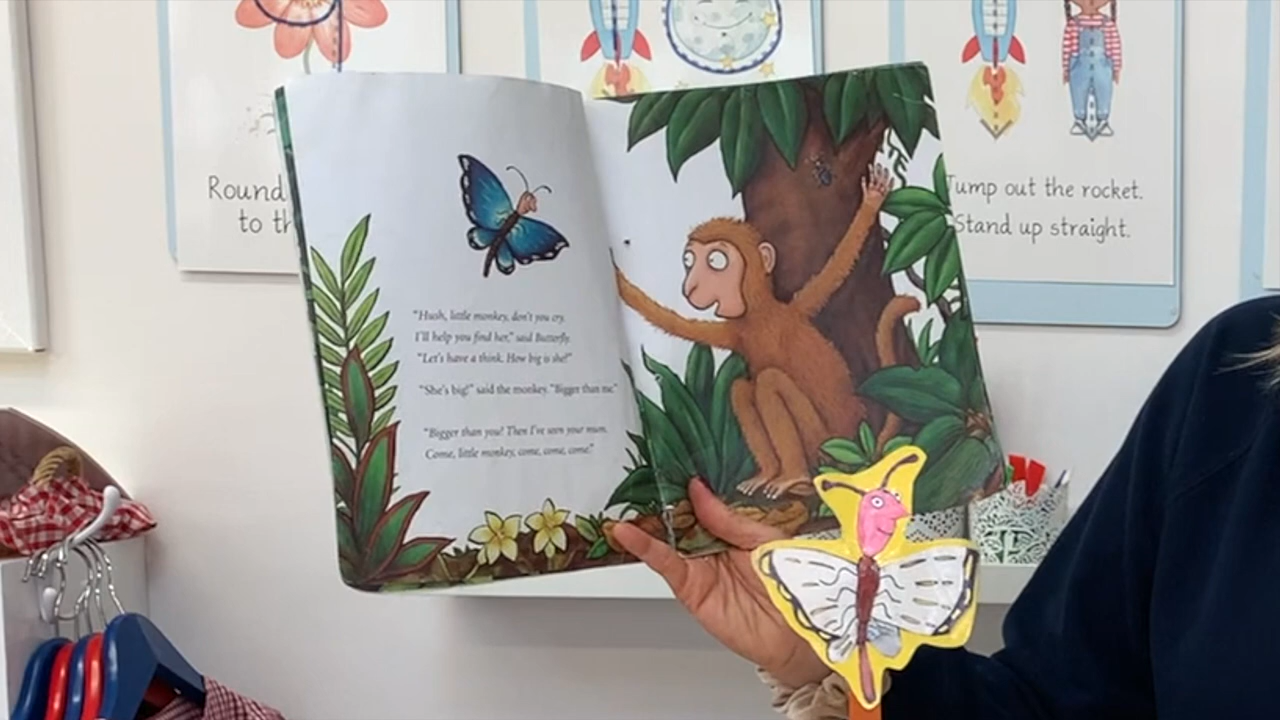 Round
to th
Jump out the rocket.
Stand up straight.
"Hush, little monkey, don't you cry.
I'll help you find her," said Butterfly.
"Let's have a think. How big is she?"
"She's big!" said the monkey. "Bigger than me."
"Bigger than you! Then I've seen your mum.
Come, little monkey, come, come, come."